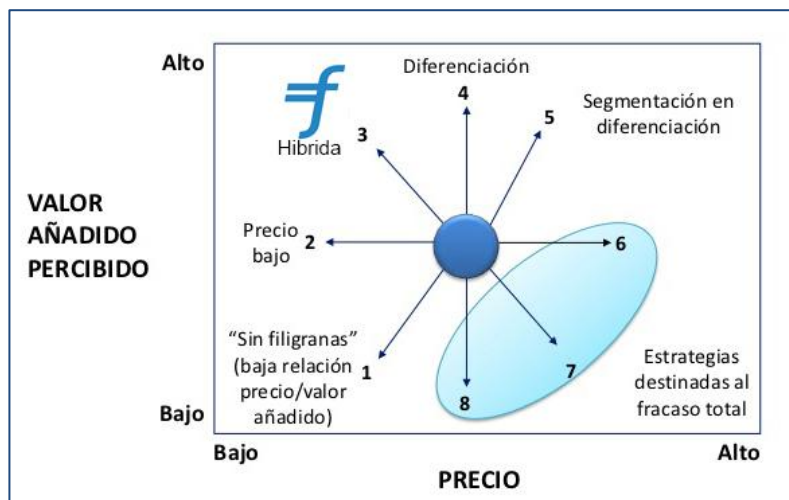 Alto
Diferenciación
4
Segmentación en
diferenciación
5
3
Hibrida
VALOR
AÑADIDO
PERCIBIDO
Precio
bajo
2
6
“Sin filigranas”
(baja relación
precio/valor
añadido)
1
7
8
Estrategias
destinadas al
fracaso total
Bajo
Bajo
Alto
PRECIO